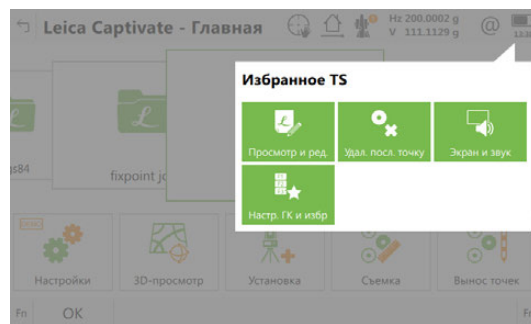 Leica Captivate - Главная
Hz 200.0002 g
V 111.1129 g
@
Избранное TS
Просмотр и ред.
Удал. посл. точку
Экран и звук
Настр. ГК и избр
fixpoint jo
Настройки
3D-просмотр
Установка
Съемка
Вынос точек
Fn
OK